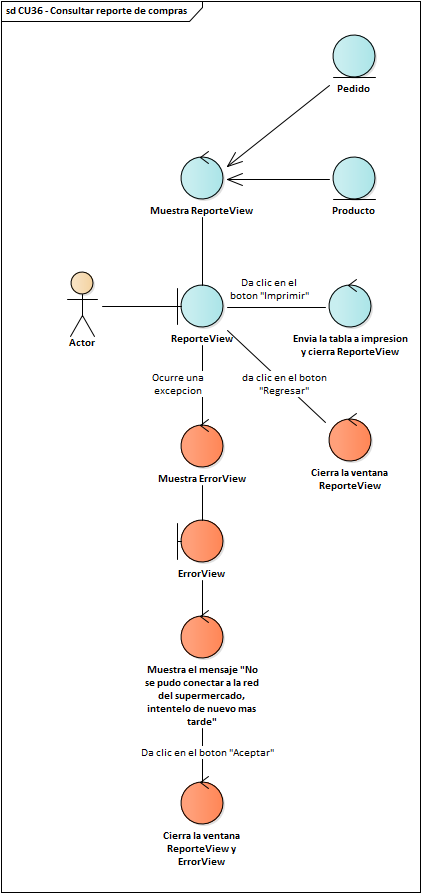 sd CU36 - Consultar reporte de compras
Pedido
Muestra ReporteView
Producto
Da clic en el
boton "Imprimir"
Actor
ReporteView
Envia la tabla a impresion
y cierra ReporteView
Ocurre una
excepcion
da clic en el boton
"Regresar"
Muestra ErrorView
Cierra la ventana
ReporteView
ErrorView
Muestra el mensaje "No
se pudo conectar a la red
del supermercado,
intentelo de nuevo mas
tarde"
Da clic en el boton "Aceptar"
Cierra la ventana
ReporteView y
ErrorView